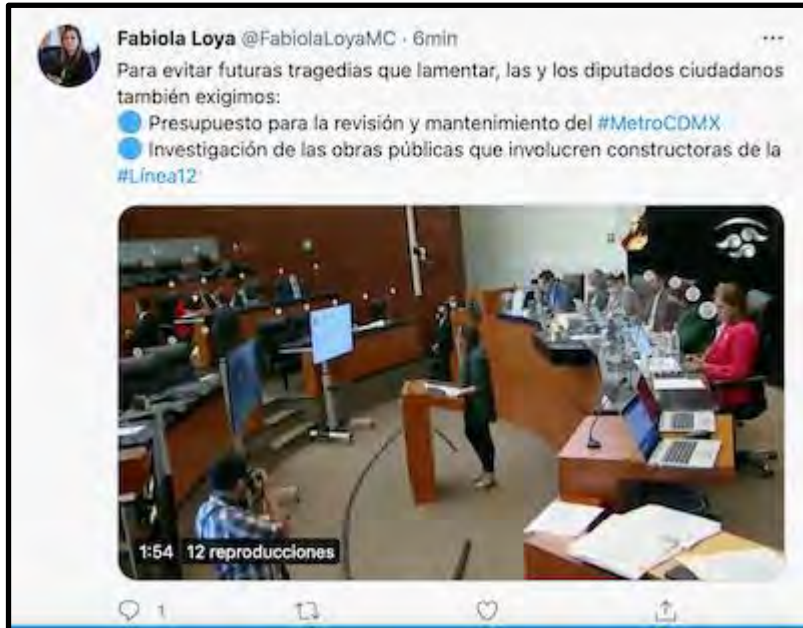 Fabiola Loya @FabiolaLoyaMC · 6min
Para evitar futuras tragedias que lamentar, las y los diputados ciudadanos
también exigimos:
🔵 Presupuesto para la revisión y mantenimiento del #MetroCDMX
🔵 Investigación de las obras públicas que involucren constructoras de la
#Línea12
1:54 12 reproducciones
1